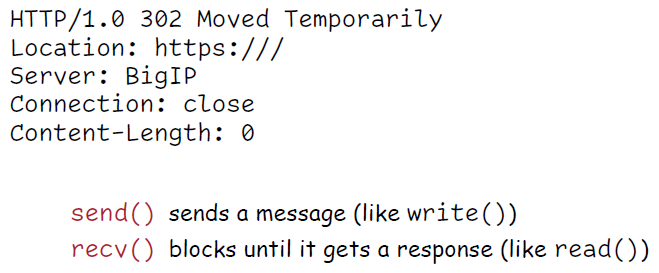 HTTP/1.0 302 Moved Temporarily
Location: https:///
Server: BigIP
Connection: close
Content-Length: 0
send() sends a message (like write())
recv() blocks until it gets a response (like read())